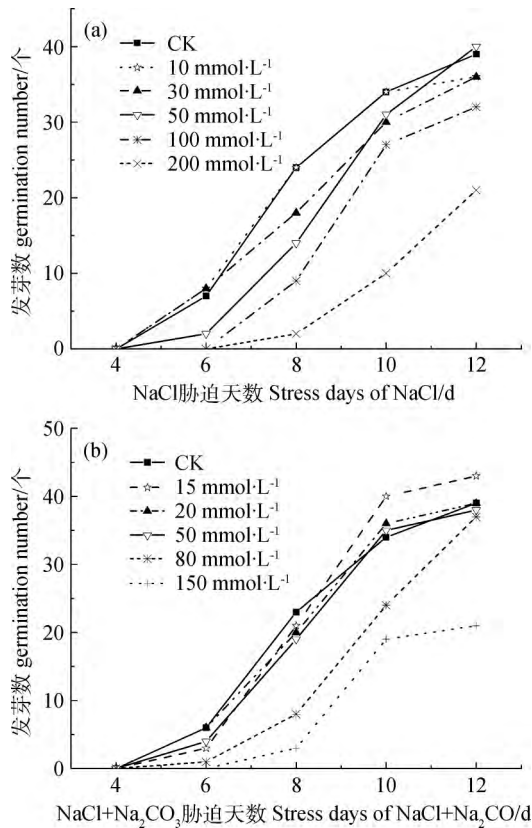 (a)
CK
10 mmol·L⁻¹
30 mmol·L⁻¹
50 mmol·L⁻¹
100 mmol·L⁻¹
200 mmol·L⁻¹
发芽数 germination number/个
40
30
20
10
0
4 6 8 10 12
NaCl胁迫天数 Stress days of NaCl/d
(b)
CK
15 mmol·L⁻¹
20 mmol·L⁻¹
50 mmol·L⁻¹
80 mmol·L⁻¹
150 mmol·L⁻¹
发芽数 germination number/个
50
40
30
20
10
0
4 6 8 10 12
NaCl+Na₂CO₃胁迫天数 Stress days of NaCl+Na₂CO/d